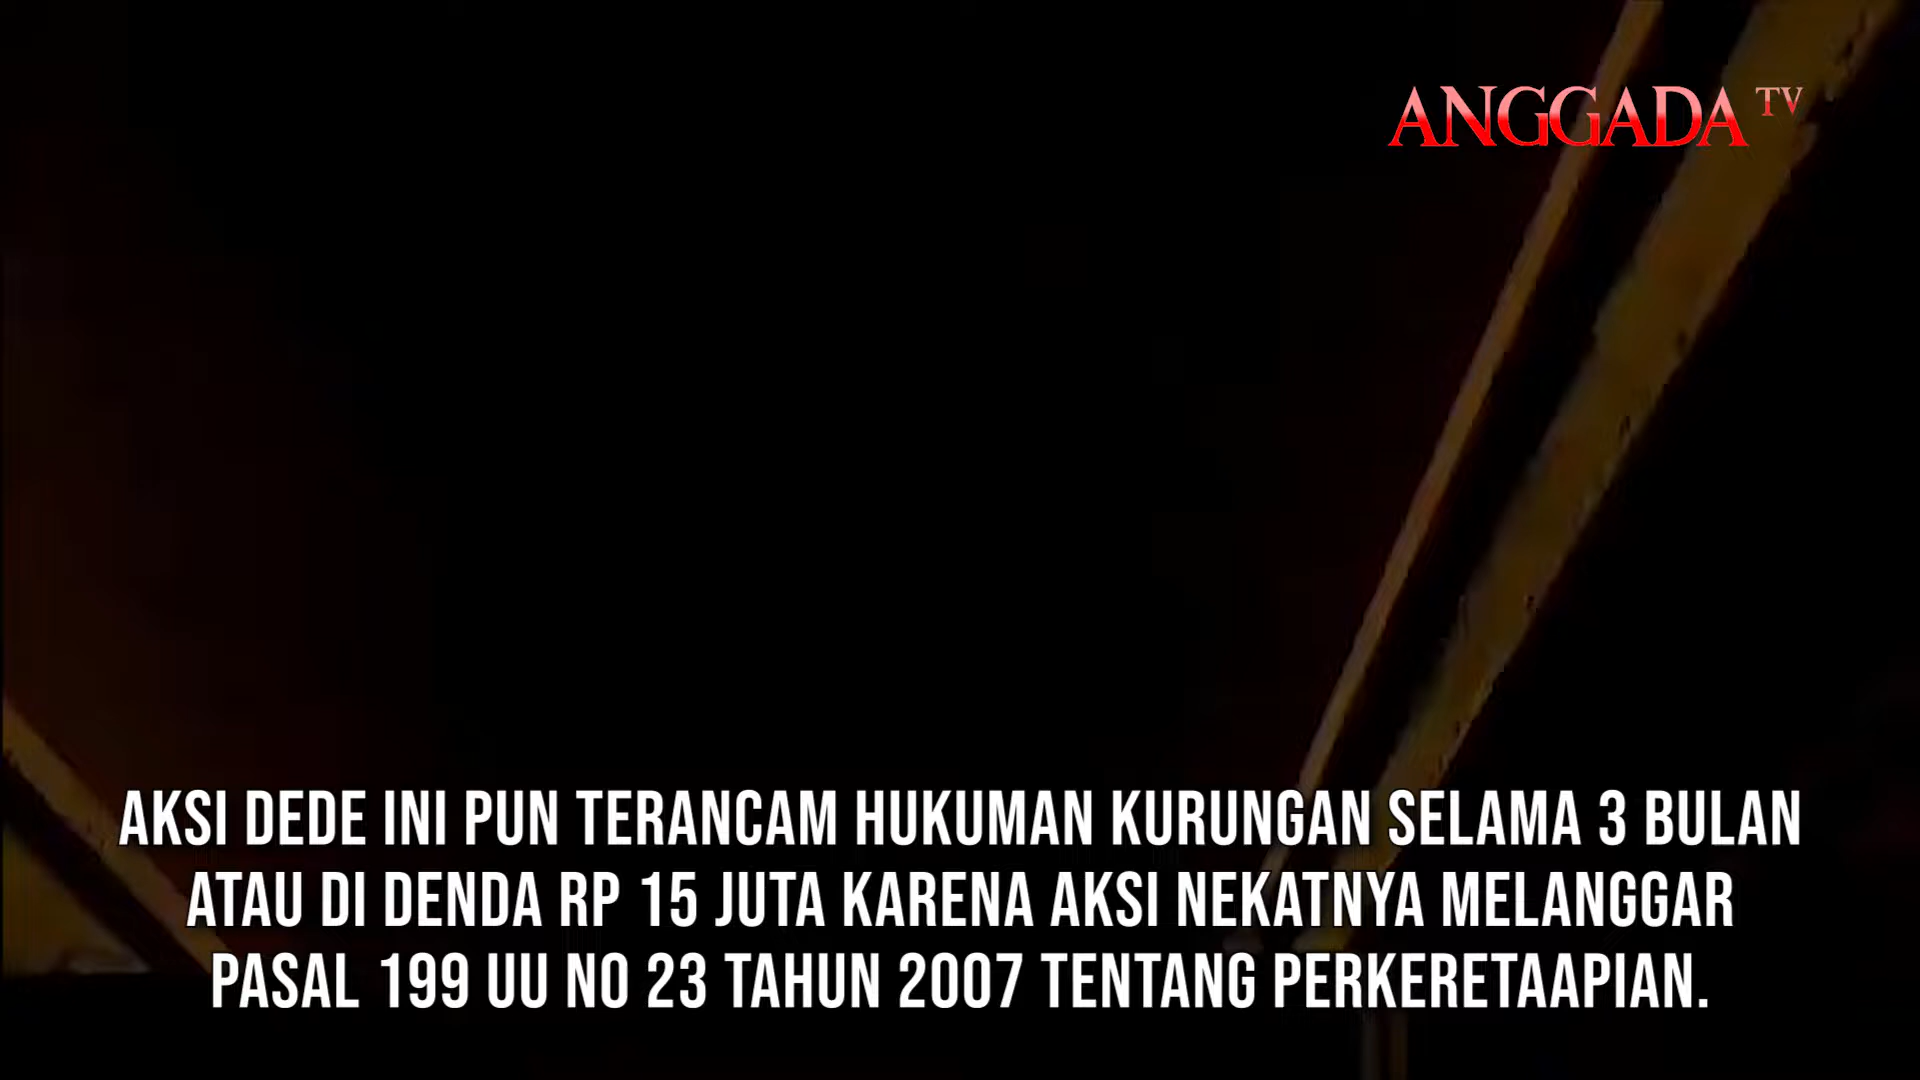 ANGGADA TV
AKSI DEDE INI PUN TERANCAM HUKUMAN KURUNGAN SELAMA 3 BULAN
ATAU DI DENDA RP 15 JUTA KARENA AKSI NEKATNYA MELANGGAR
PASAL 199 UU NO 23 TAHUN 2007 TENTANG PERKERETAAPIAN.